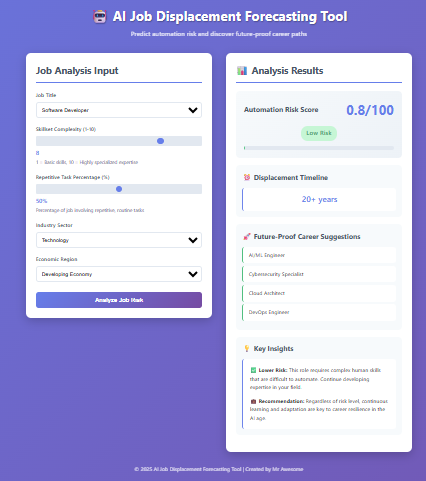 AI Job Displacement Forecasting Tool
Predict automation risk and discover future-proof career paths
Job Analysis Input
Job Title
Software Developer
Skillset Complexity (1-10)
8
1 - Basic skills, 10 - Highly specialized expertise
Repetitive Task Percentage (%)
50%
Percentage of job involving repetitive, routine tasks
Industry Sector
Technology
Economic Region
Developing Economy
Analyze Job Risk
Analysis Results
Automation Risk Score
0.8/100
Low Risk
Displacement Timeline
20+ years
Future-Proof Career Suggestions
AI/ML Engineer
Cybersecurity Specialist
Cloud Architect
DevOps Engineer
Key Insights
Lower Risk: This role requires complex human skills
that are difficult to automate. Continue developing
expertise in your field.
Recommendation: Regardless of risk level, continuous
learning and adaptation are key to career resilience in the
AI age.
© 2025 AI Job Displacement Forecasting Tool | Created by Mr Awesome